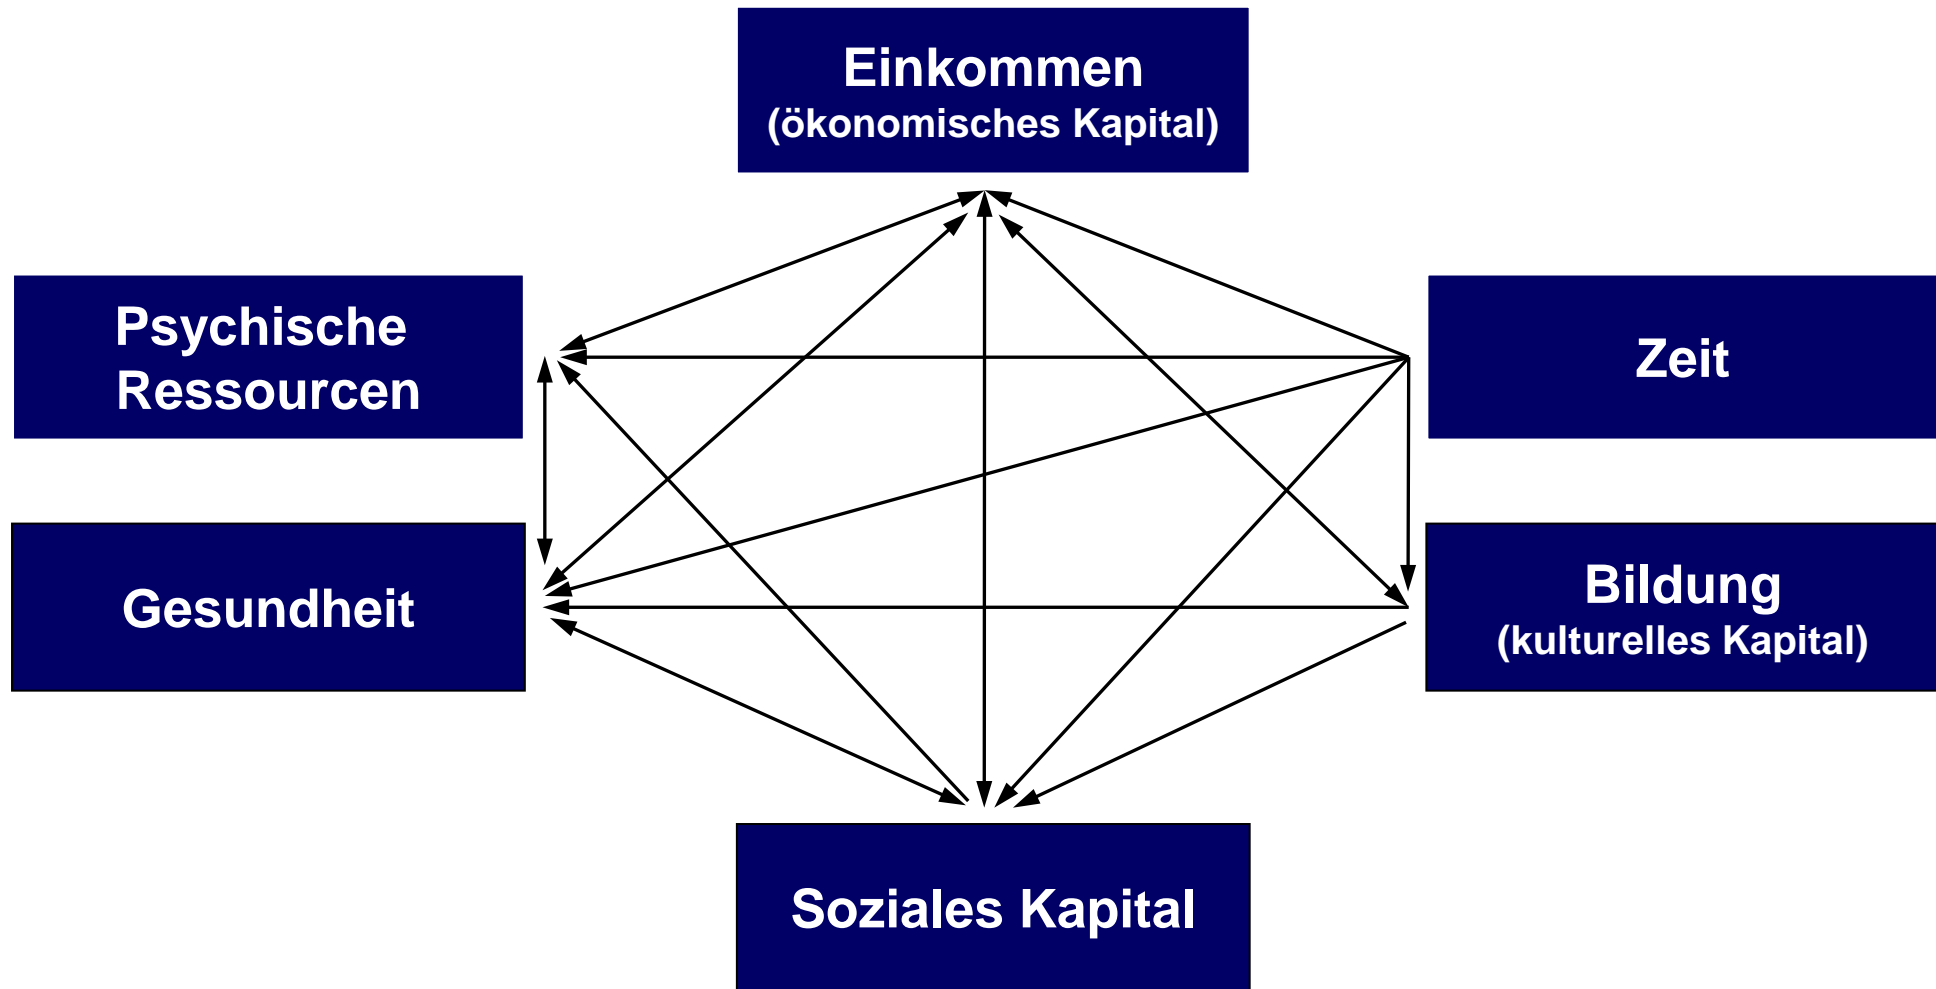 Einkommen
(ökonomisches Kapital)
Psychische
Ressourcen
Zeit
Gesundheit
Bildung
(kulturelles Kapital)
Soziales Kapital